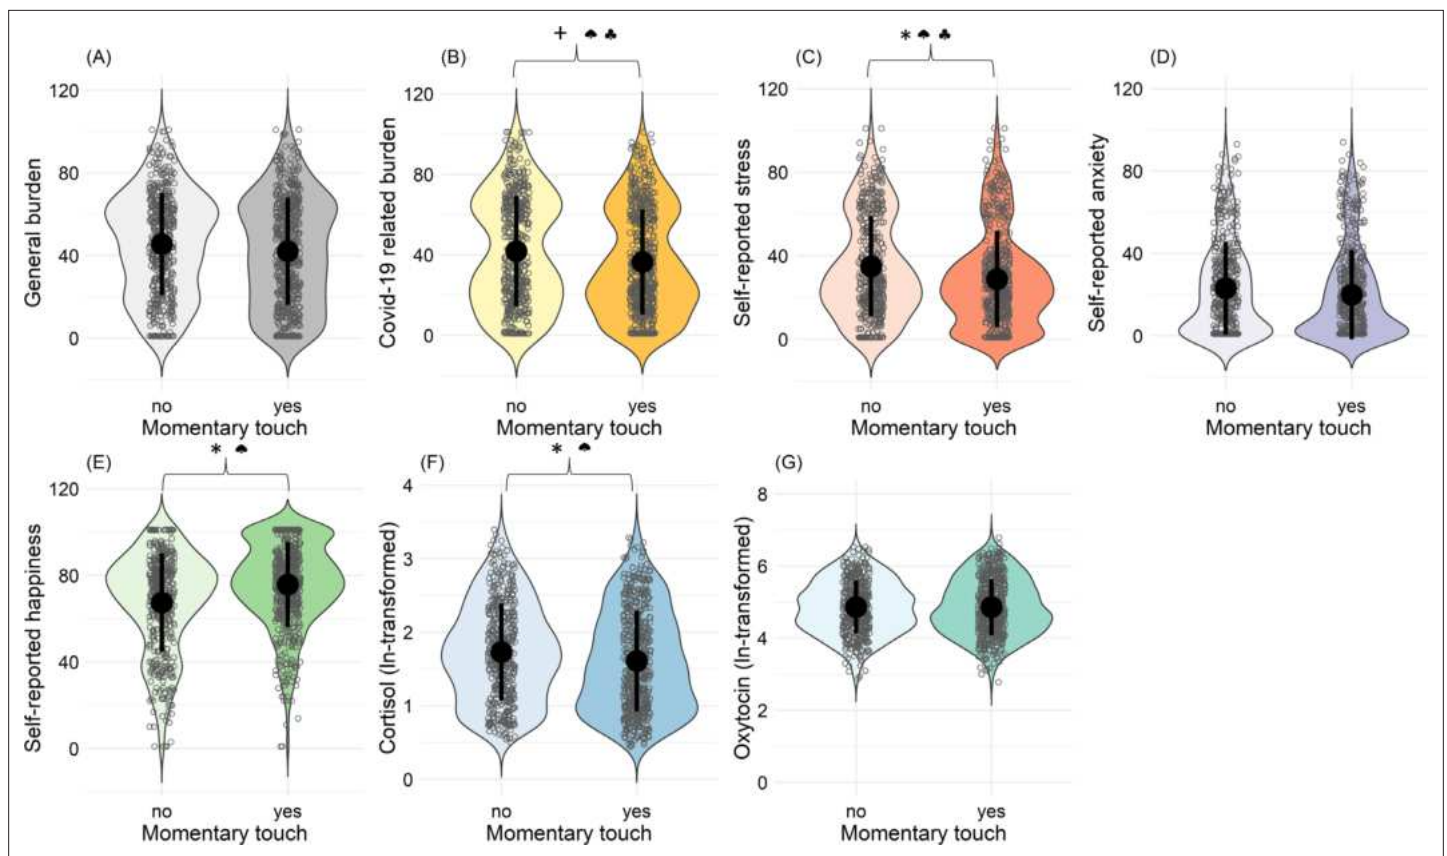 (A)
120
80
40
0
General burden
no yes
Momentary touch
+ ♠ ♣
(B)
120
80
40
0
Covid-19 related burden
no yes
Momentary touch
* ♠ ♣
(C)
120
80
40
0
Self-reported stress
no yes
Momentary touch
(D)
120
80
40
0
Self-reported anxiety
no yes
Momentary touch
* ♠
(E)
120
80
40
0
Self-reported happiness
no yes
Momentary touch
* ♠
(F)
4
3
2
1
0
Cortisol (ln-transformed)
no yes
Momentary touch
(G)
8
6
4
2
0
Oxytocin (ln-transformed)
no yes
Momentary touch